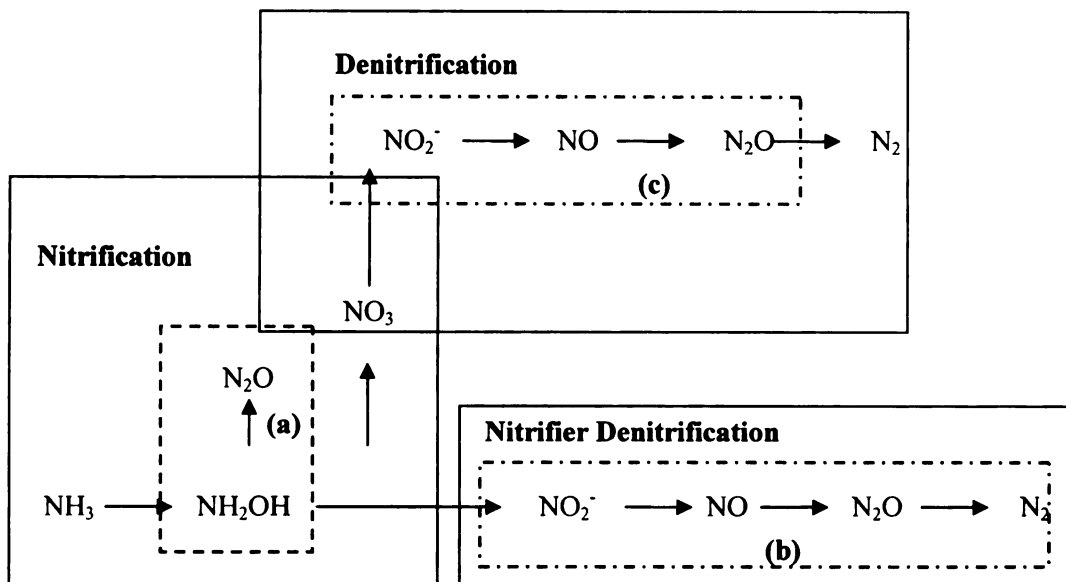 Denitrification
NO₂⁻ NO N₂O N₂
(c)
Nitrification
NO₃
N₂O
(a)
Nitrifier Denitrification
NH₃ NH₂OH NO₂⁻ NO N₂O N₂
(b)